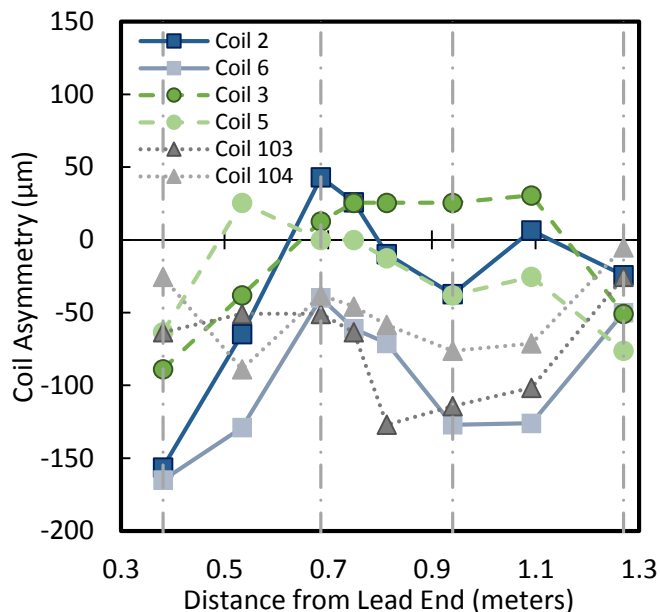 150
100
50
0
-50
-100
-150
-200
Coil Asymmetry (µm)
Coil 2
Coil 6
Coil 3
Coil 5
Coil 103
Coil 104
0.3 0.5 0.7 0.9 1.1 1.3
Distance from Lead End (meters)